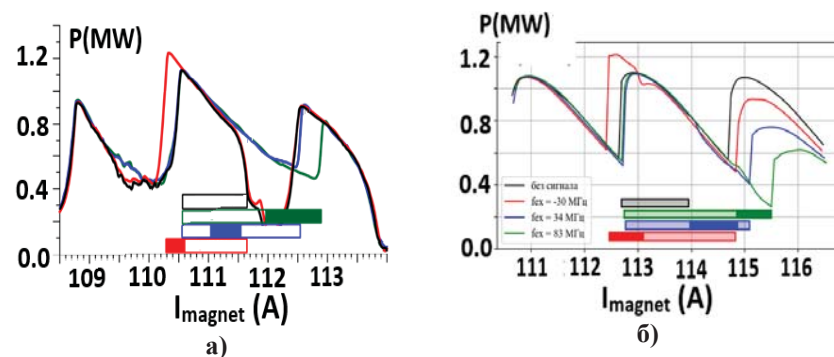 P(MW)
1.2
0.8
0.4
0.0
109 110 111 112 113
I magnet (A)
а)
P(MW)
1.2
0.8
0.4
0.0
без сигнала
fex = -30 МГц
fex = 34 МГц
fex = 83 МГц
111 112 113 114 115 116
I magnet (A)
б)